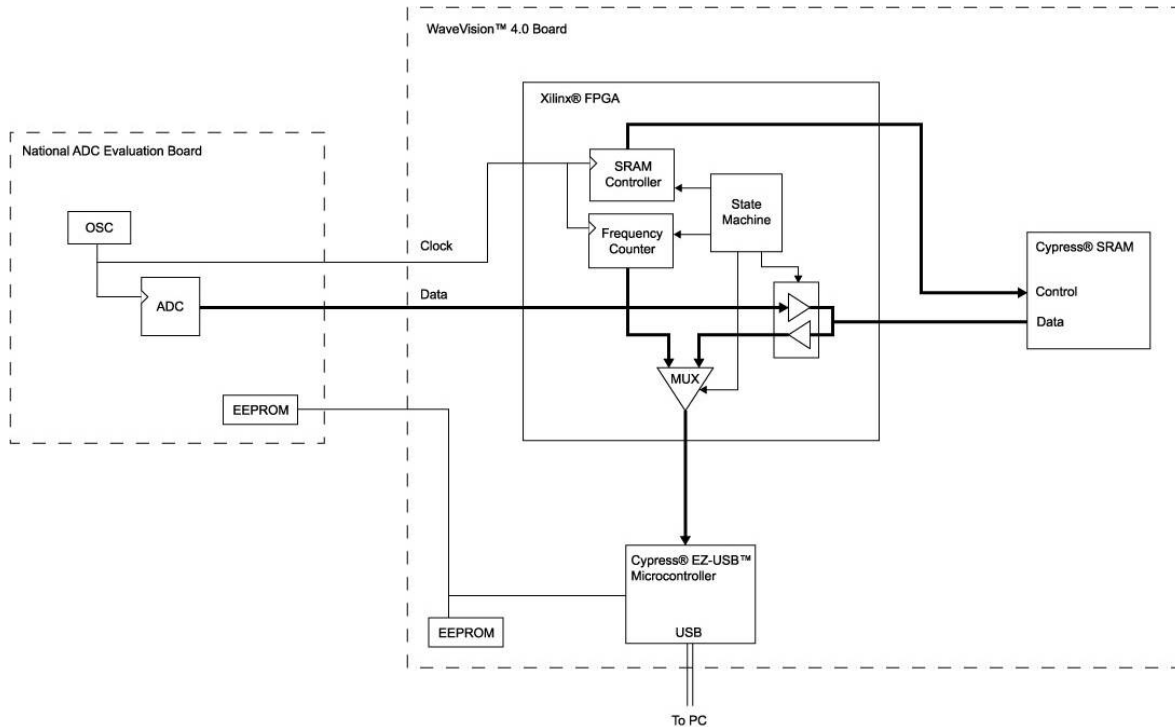 WaveVision™ 4.0 Board
Xilinx® FPGA
National ADC Evaluation Board
SRAM
Controller
State
Machine
OSC
Frequency
Counter
Clock
Cypress® SRAM
ADC
Data
Control
Data
MUX
EEPROM
Cypress® EZ-USB™
Microcontroller
EEPROM
USB
To PC